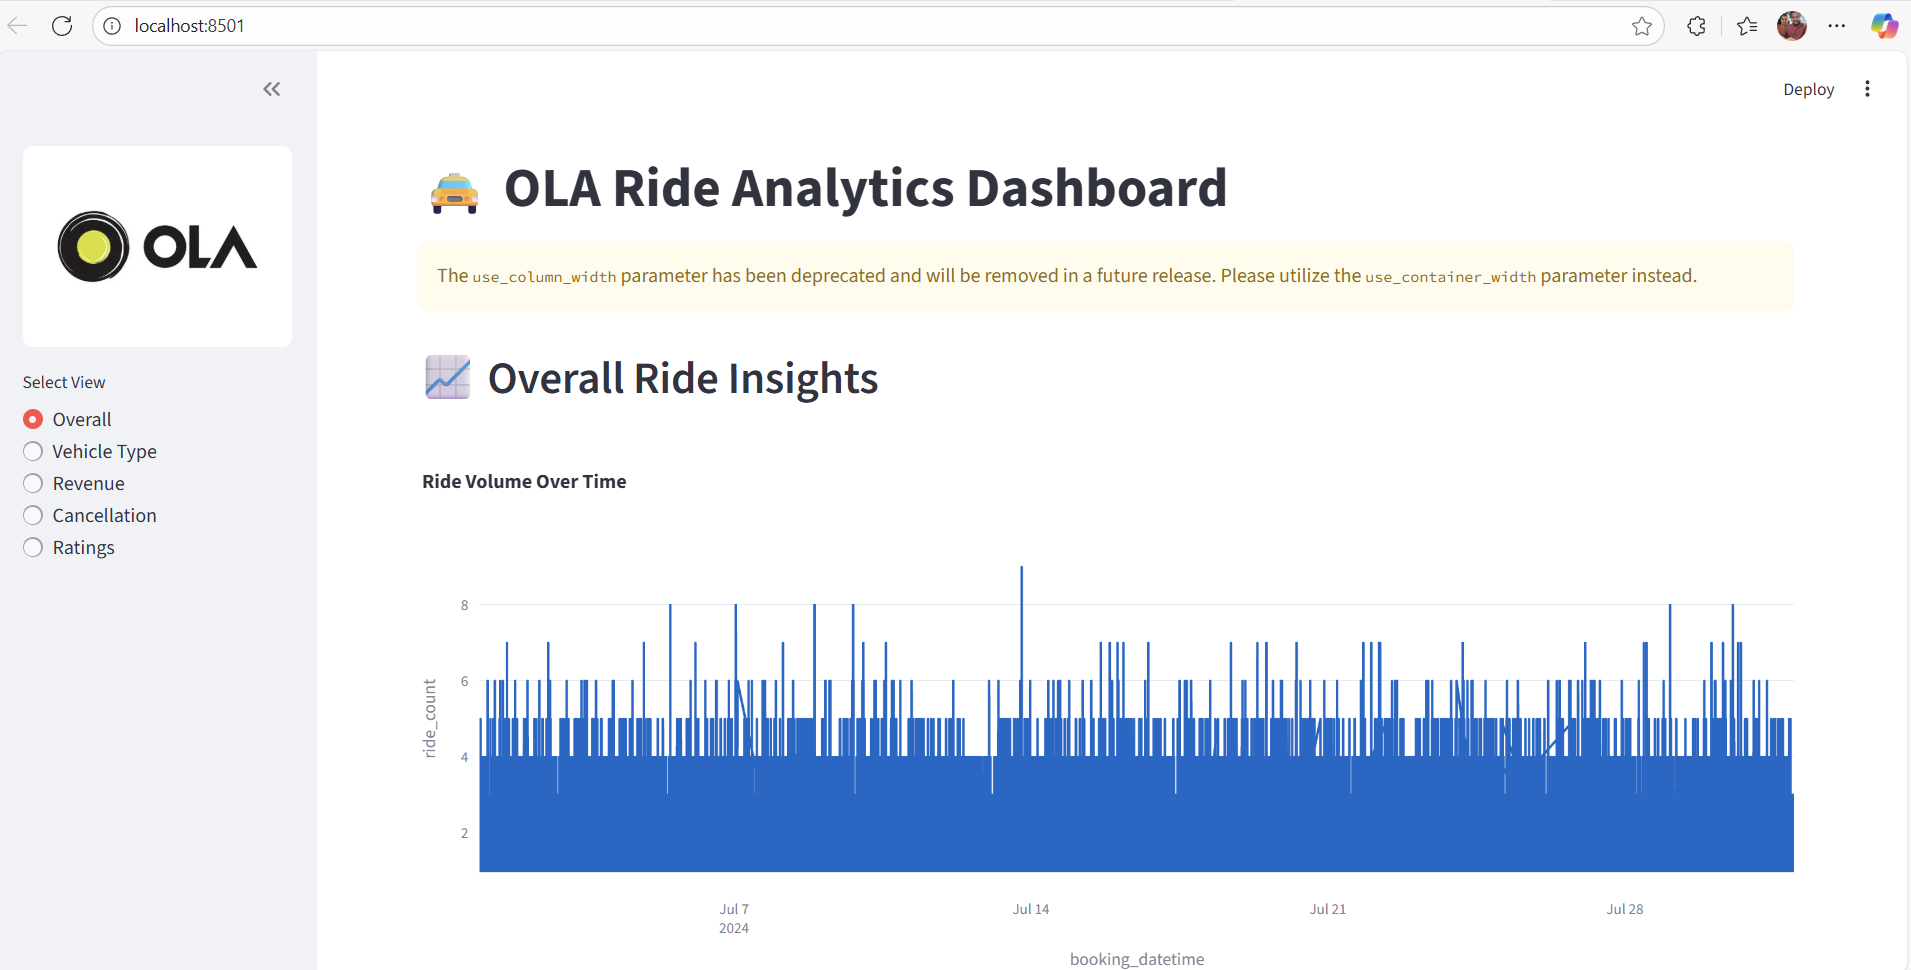 localhost:8501
Deploy
OLA
Select View
Overall
Vehicle Type
Revenue
Cancellation
Ratings
OLA Ride Analytics Dashboard
The use_column_width parameter has been deprecated and will be removed in a future release. Please utilize the use_container_width parameter instead.
Overall Ride Insights
Ride Volume Over Time
ride_count
8
6
4
2
Jul 7
2024
Jul 14
Jul 21
Jul 28
booking_datetime